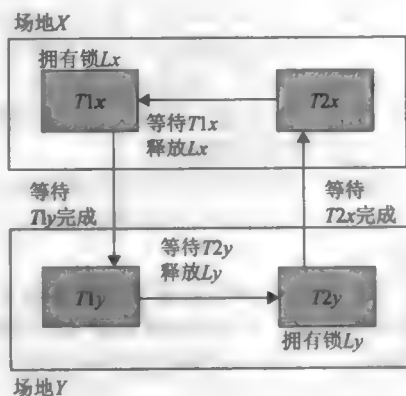 场地X
拥有锁Lx
T1x
T2x
等待T1x
释放Lx
等待
T1y完成
等待
T2x完成
等待T2y
释放Ly
T1y
T2y
拥有锁Ly
场地Y